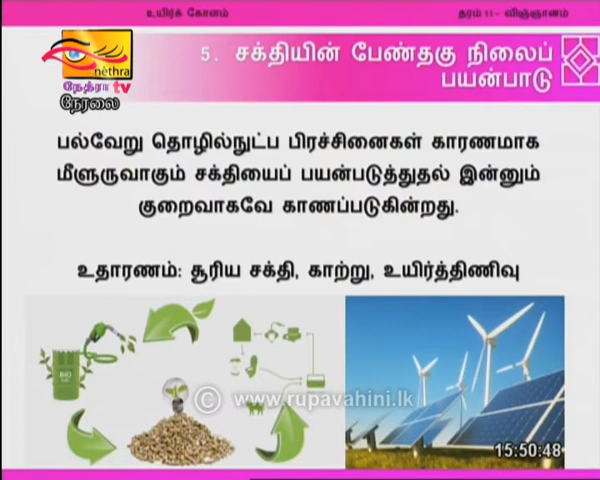 உயிர்க் கோளம்
தரம் 11 - விஞ்ஞானம்
5. சக்தியின் பேண்தகு நிலைப்
பயன்பாடு
nethra
நேத்ரா tv
நேரலை
பல்வேறு தொழில்நுட்ப பிரச்சினைகள் காரணமாக
மீளுருவாகும் சக்தியைப் பயன்படுத்துதல் இன்னும்
குறைவாகவே காணப்படுகின்றது.
உதாரணம்: சூரிய சக்தி, காற்று, உயிர்த்திணிவு
BIO
© www.rupavahini.lk
15:50:48